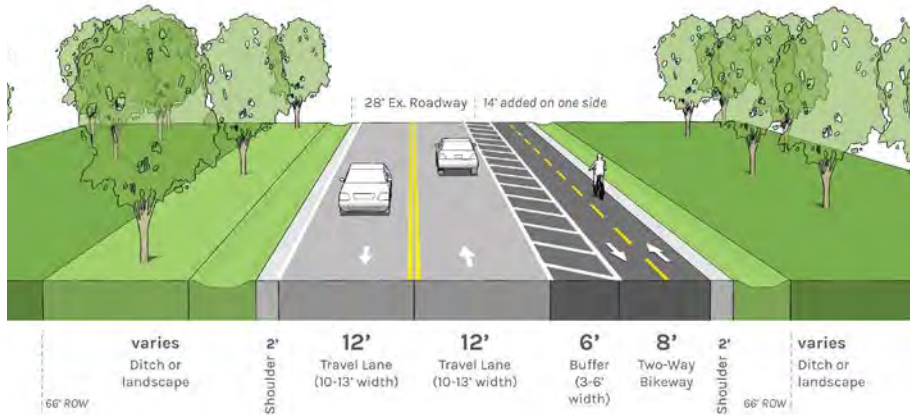 28' Ex. Roadway
14' added on one side
varies
Ditch or
landscape
66' ROW
2'
Shoulder
12'
Travel Lane
(10-13' width)
12'
Travel Lane
(10-13' width)
6'
Buffer
(3-6'
width)
8'
Two-Way
Bikeway
2'
Shoulder
66' ROW
varies
Ditch or
landscape